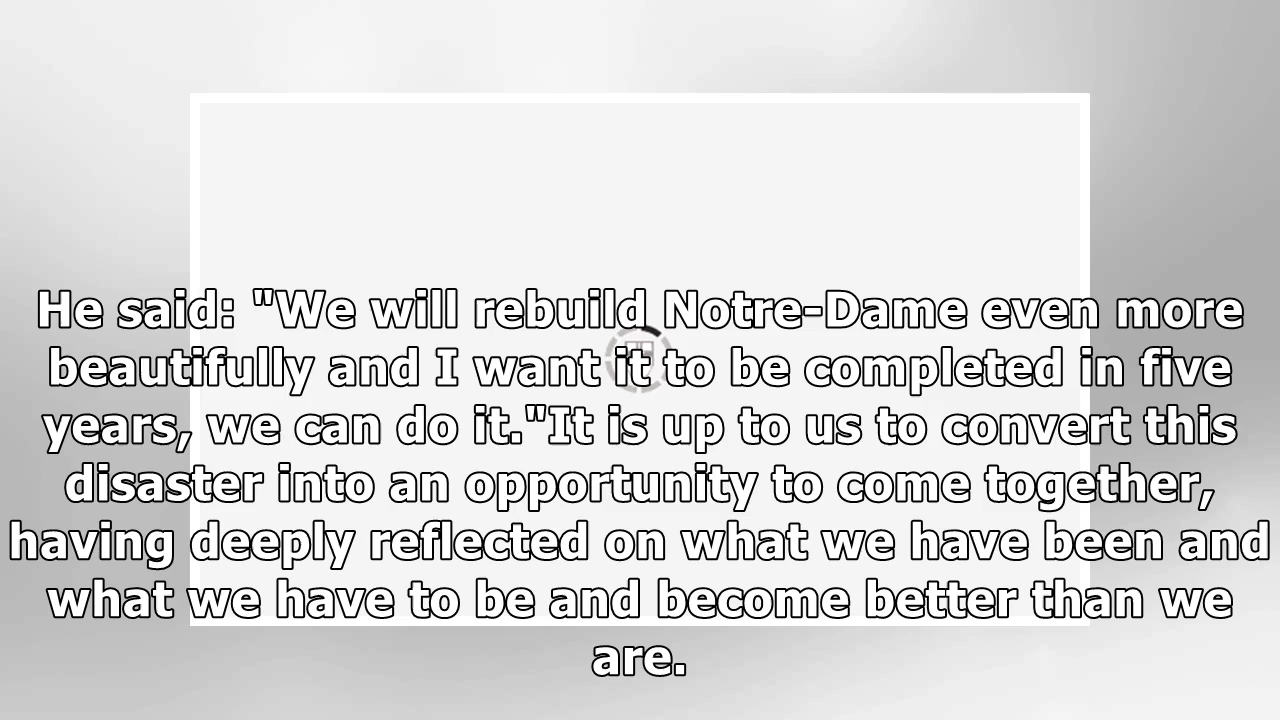 He said: "We will rebuild Notre-Dame even more
beautifully and I want it to be completed in five
years, we can do it."It is up to us to convert this
disaster into an opportunity to come together,
having deeply reflected on what we have been and
what we have to be and become better than we
are.